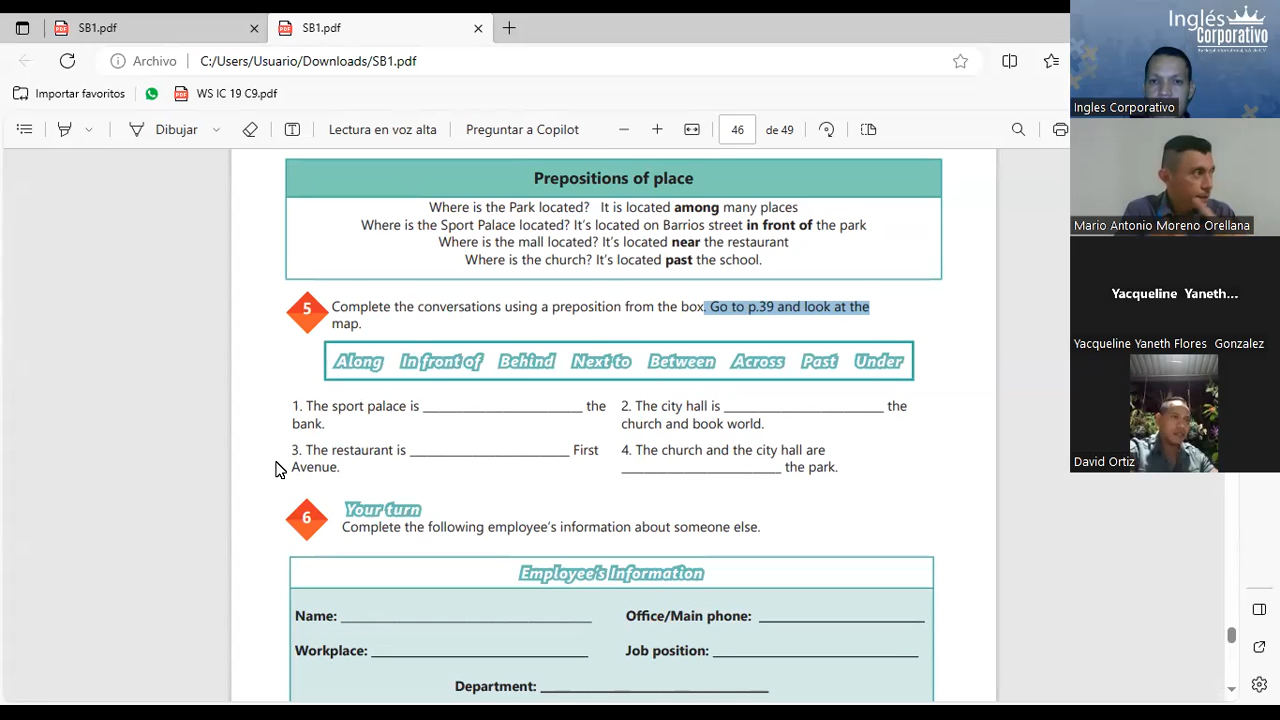 SB1.pdf
SB1.pdf
Archivo C:/Users/Usuario/Downloads/SB1.pdf
Importar favoritos WS IC 19 C9.pdf
Dibujar Lectura en voz alta Preguntar a Copilot 46 de 49
Prepositions of place
Where is the Park located? It is located among many places
Where is the Sport Palace located? It's located on Barrios street in front of the park
Where is the mall located? It's located near the restaurant
Where is the church? It's located past the school.
5 Complete the conversations using a preposition from the box. Go to p.39 and look at the
map.
Along In front of Behind Next to Between Across Past Under
1. The sport palace is ______ the
bank.
2. The city hall is ______ the
church and book world.
3. The restaurant is ______ First
Avenue.
4. The church and the city hall are
______ the park.
6 Your turn
Complete the following employee's information about someone else.
Employee's Information
Name: ______ Office/Main phone: ______
Workplace: ______ Job position: ______
Department: ______
Inglés
Corporativo
Ingles Corporativo
Mario Antonio Moreno Orellana
Yacqueline Yaneth...
Yacqueline Yaneth Flores Gonzalez
David Ortiz